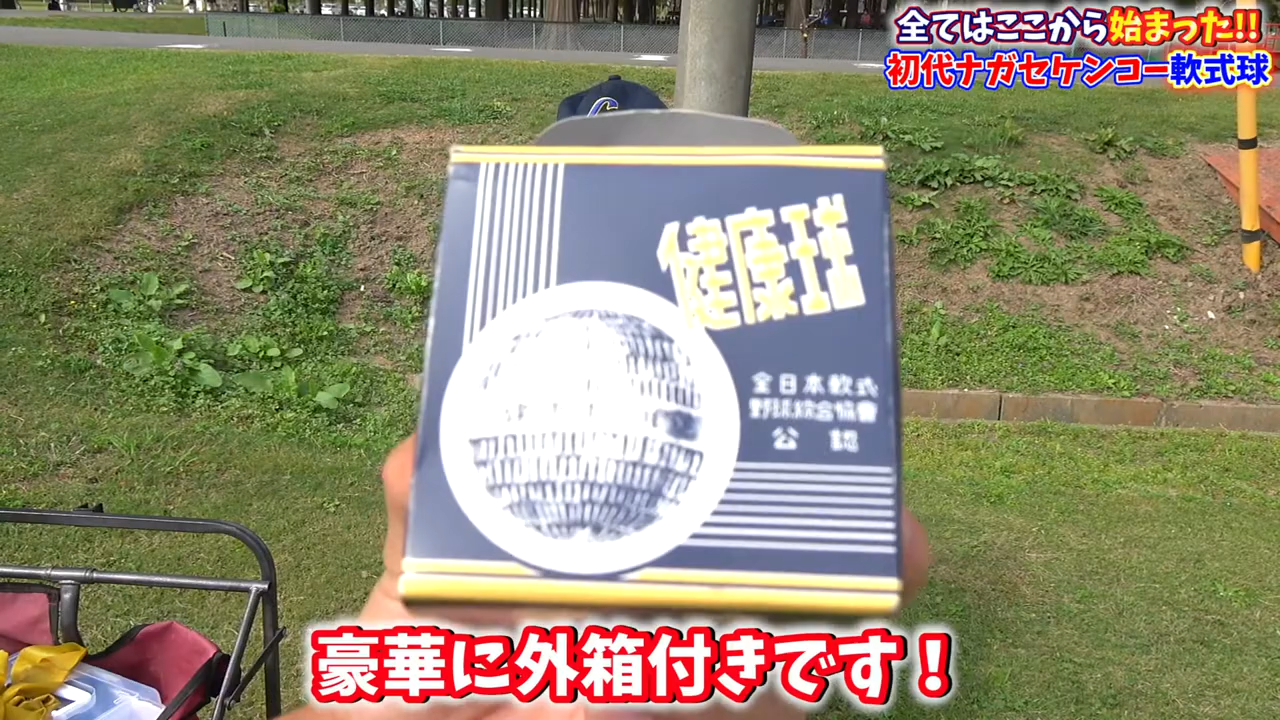 全てはここから始まった!!
初代ナガセケンコー軟式球
健康球
全日本軟式
野球綜合協會
公認
豪華に外箱付きです！